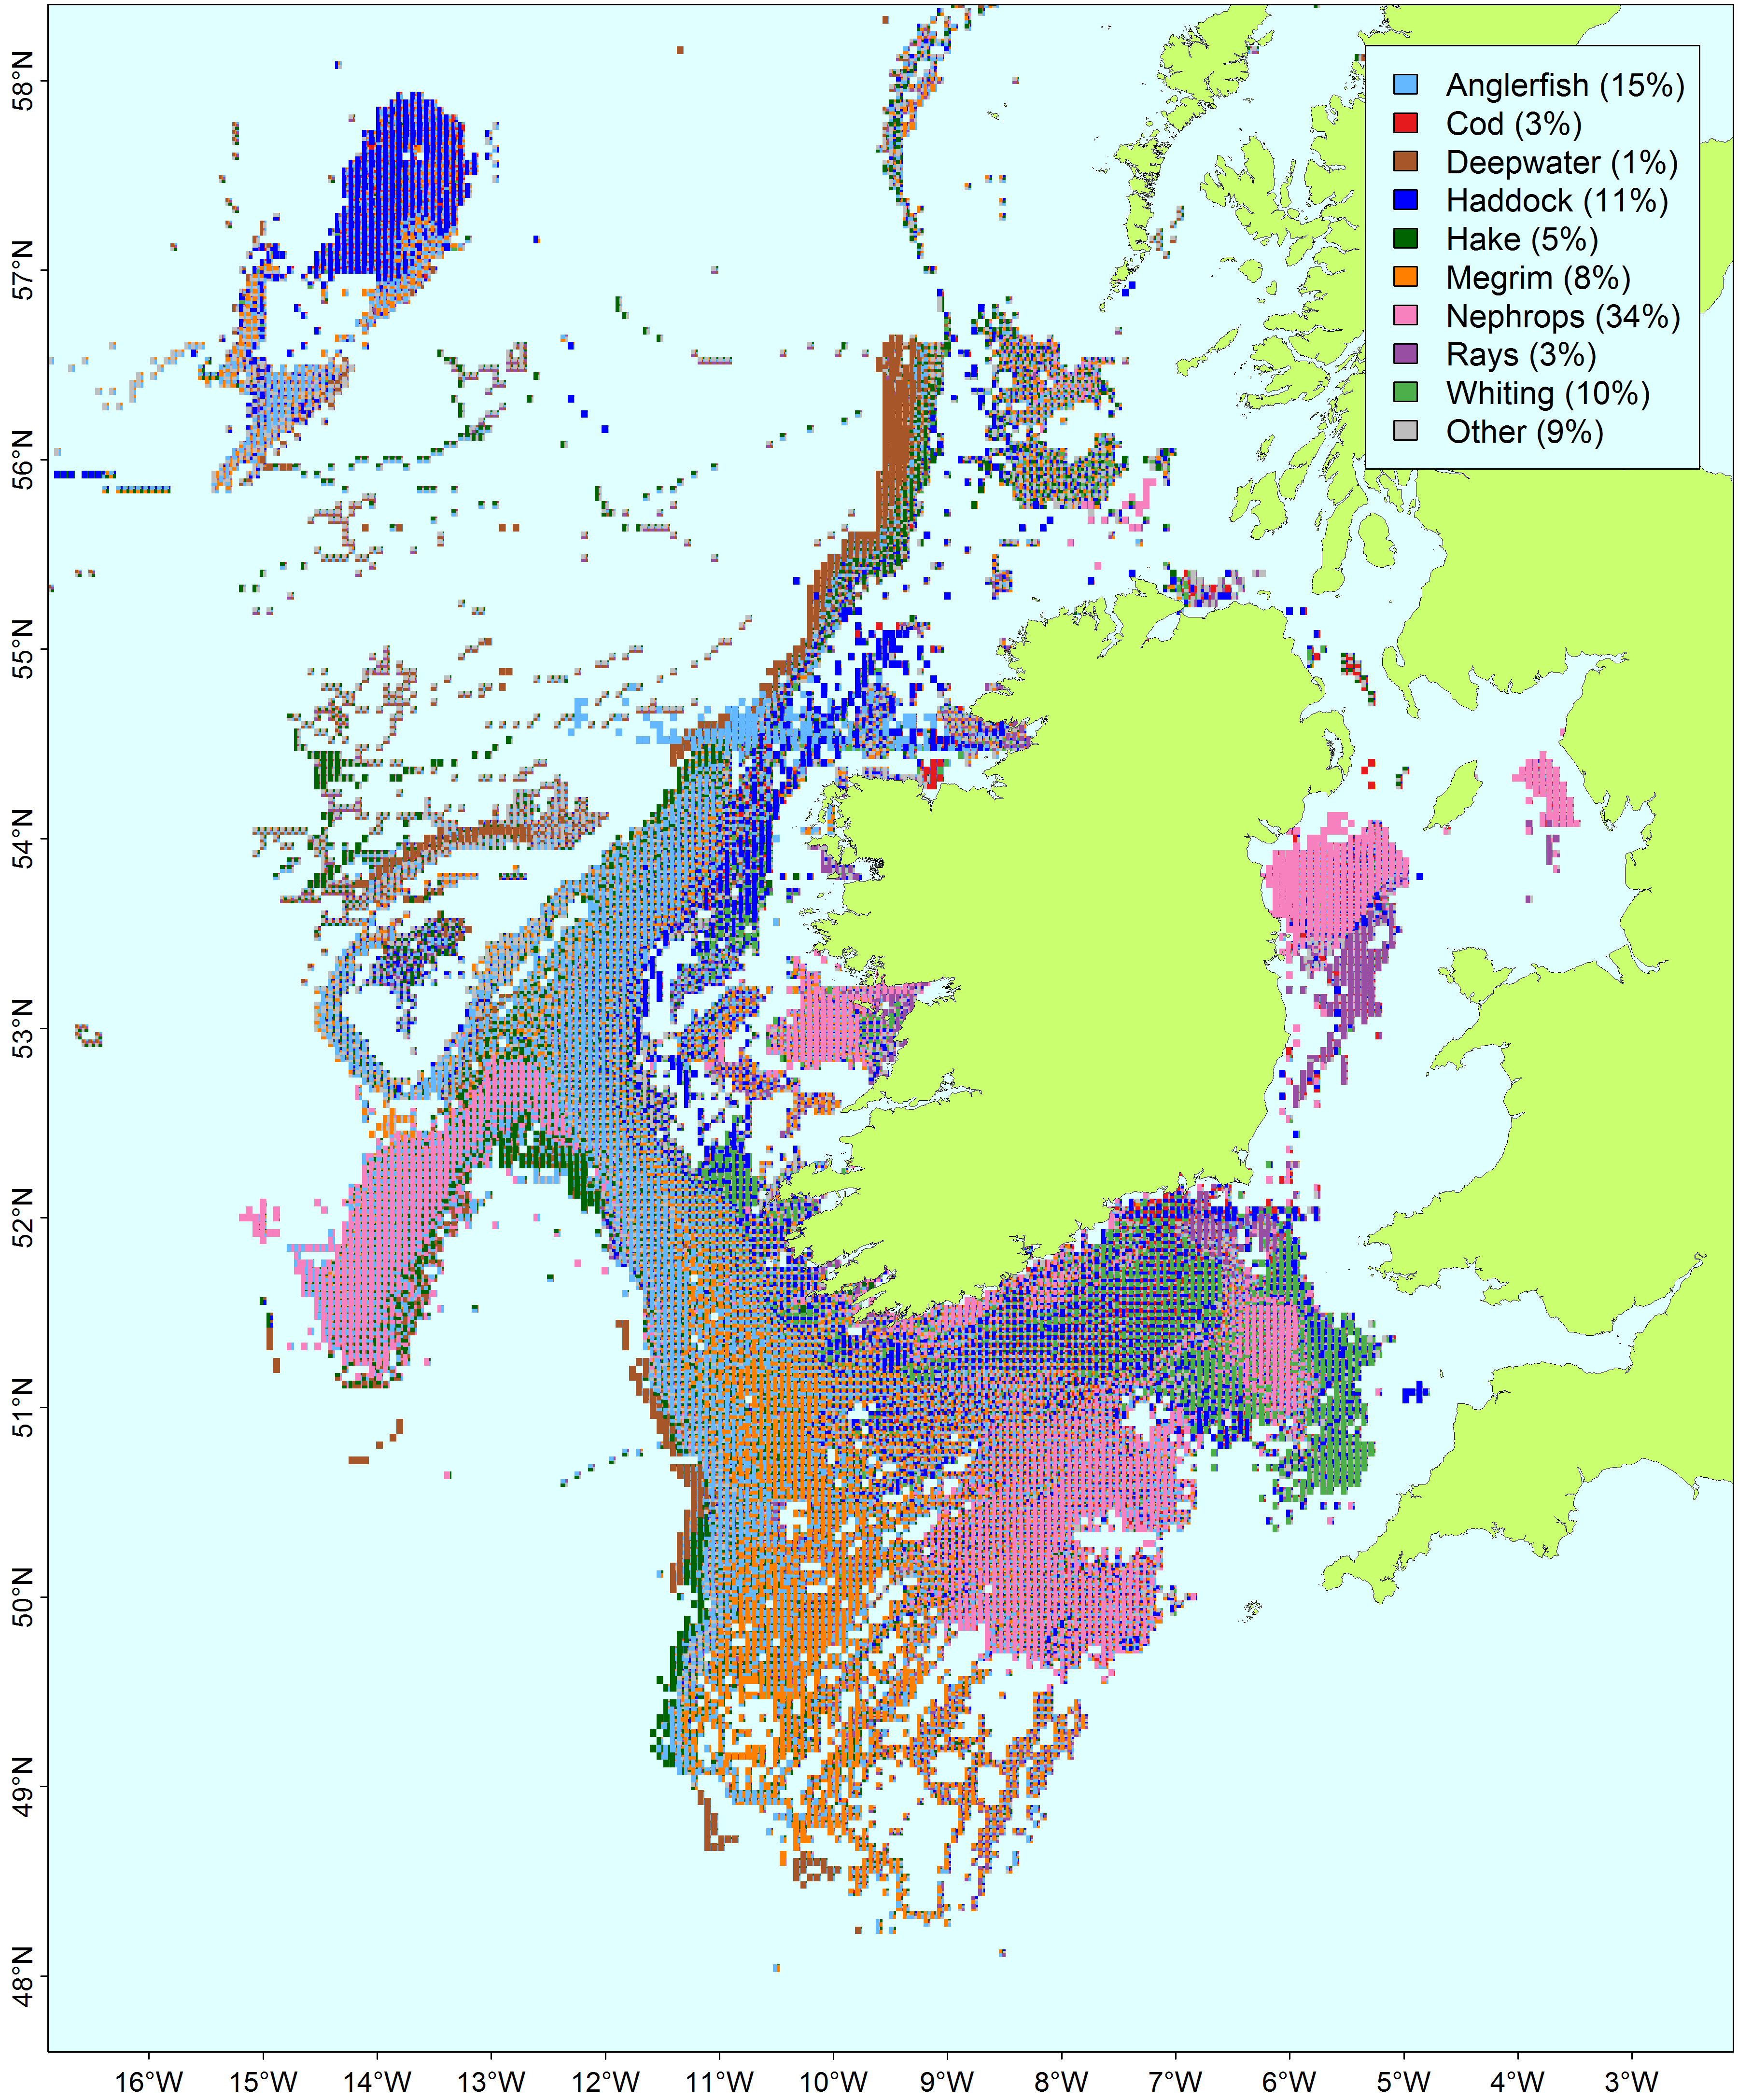 Anglerfish (15%)
Cod (3%)
Deepwater (1%)
Haddock (11%)
Hake (5%)
Megrim (8%)
Nephrops (34%)
Rays (3%)
Whiting (10%)
Other (9%)
58°N
57°N
56°N
55°N
54°N
53°N
52°N
51°N
50°N
49°N
48°N
16°W 15°W 14°W 13°W 12°W 11°W 10°W 9°W 8°W 7°W 6°W 5°W 4°W 3°W